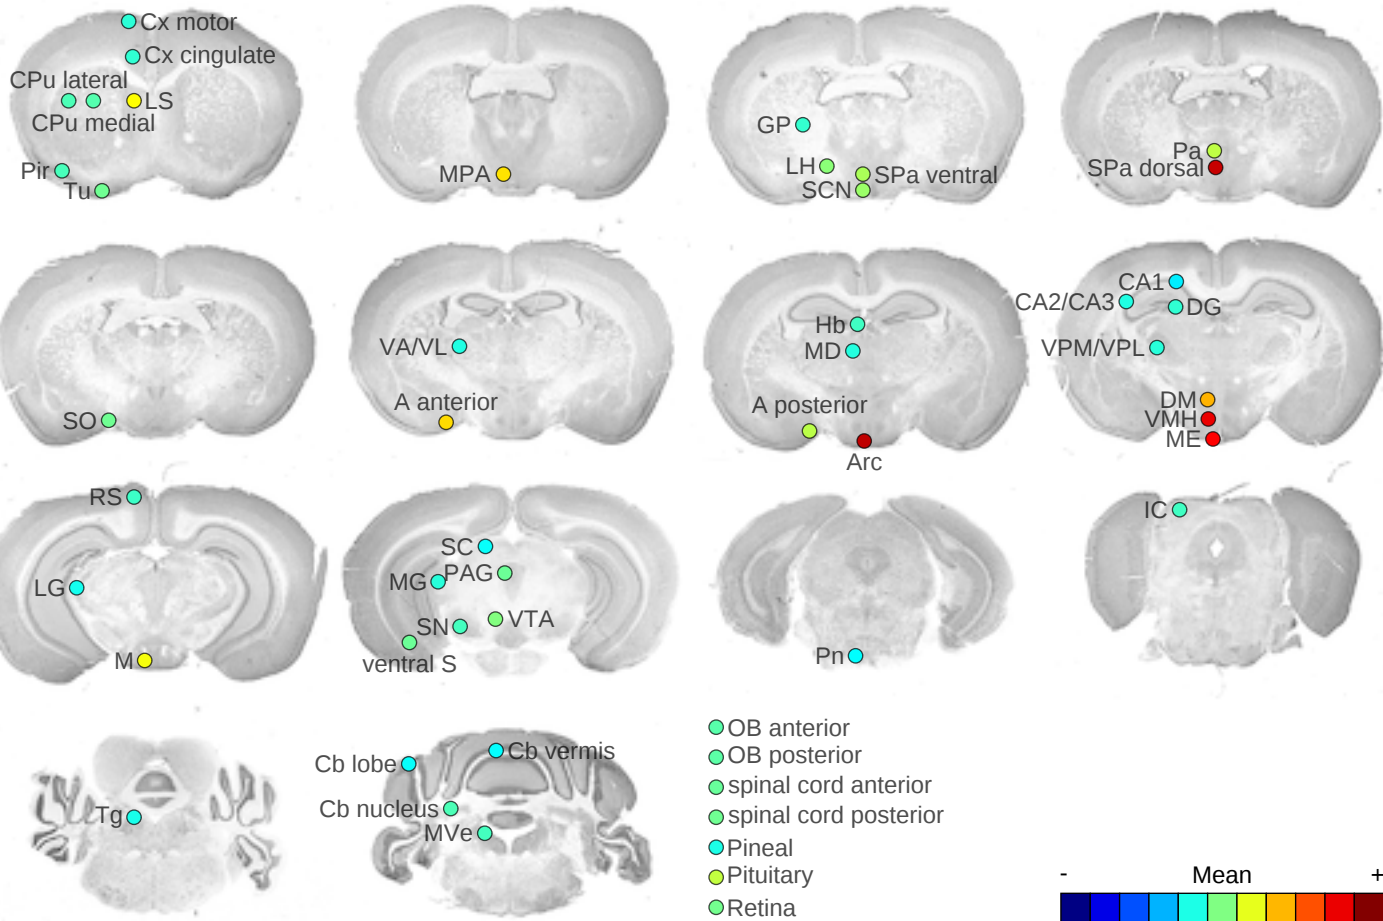 Cx motor
Cx cingulate
CPu lateral
LS
CPu medial
Pir
Tu
MPA
GP
LH
SPa ventral
SCN
Pa
SPa dorsal
SO
VA/VL
A anterior
Hb
MD
A posterior
Arc
CA1
CA2/CA3
DG
VPM/VPL
DM
VMH
ME
RS
LG
M
SC
MG
PAG
SN
VTA
ventral S
Pn
IC
Tg
Cb lobe
Cb vermis
Cb nucleus
MVe
OB anterior
OB posterior
spinal cord anterior
spinal cord posterior
Pineal
Pituitary
Retina
- Mean +